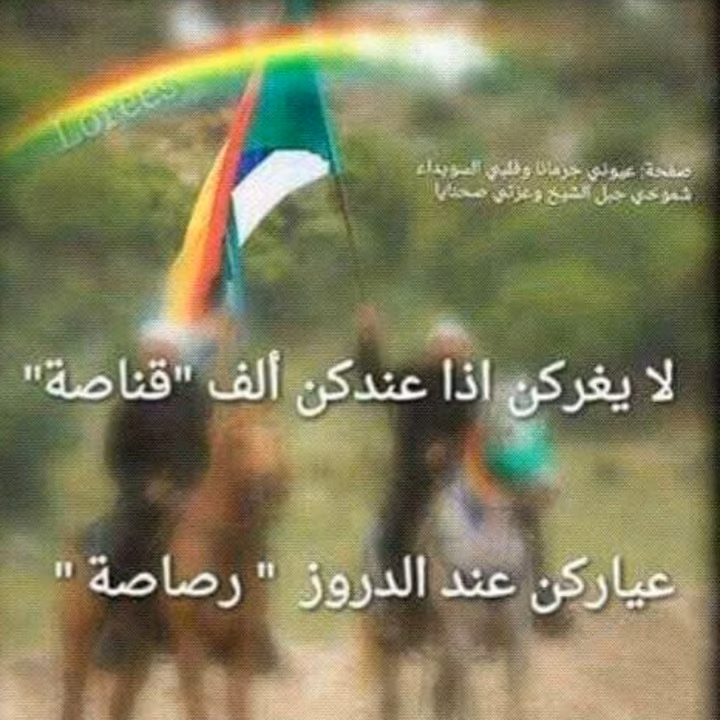 Lorees
صفحة: عيوني جرمانا وقلبي السويداء
شموخي جبل الشيخ وعزتي صحنايا
لا يغركن اذا عندكن ألف "قناصة"
عياركن عند الدروز " رصاصة "